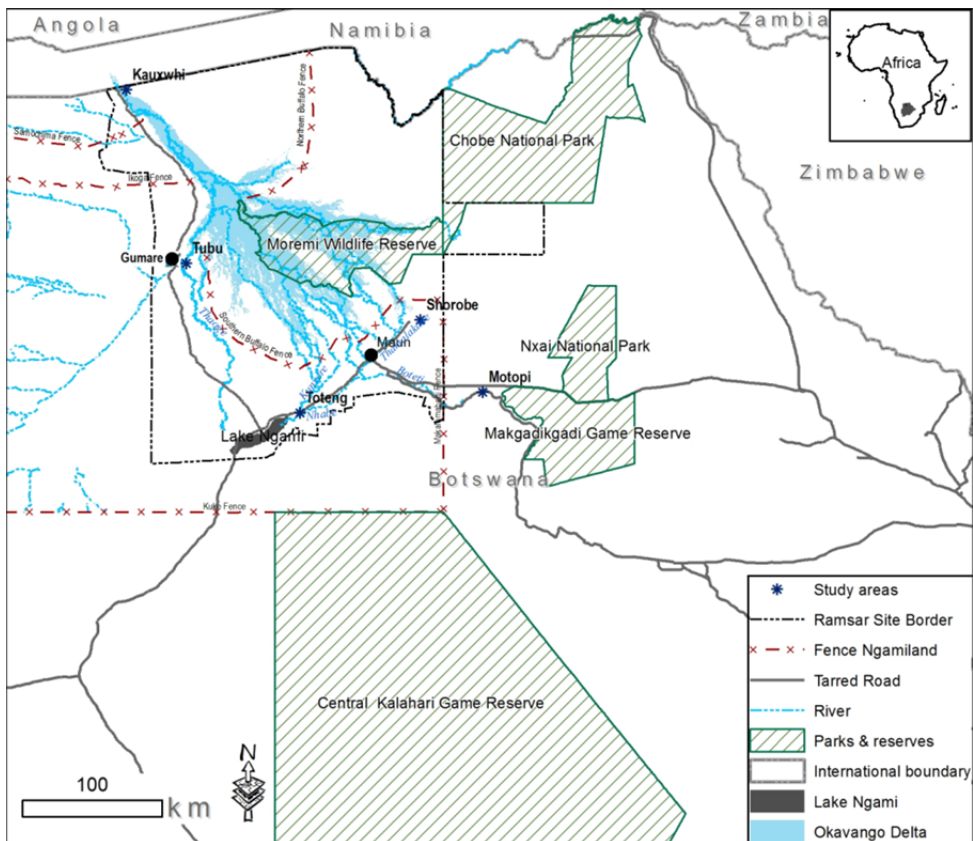 Angola
Namibia
Zambia
Africa
Kauxwhi
Northern Buffalo Fence
Samochima Fence
Chobe National Park
Zimbabwe
Ikoga Fence
Moremi Wildlife Reserve
Tubu
Gumare
Shorobe
Southern Buffalo Fence
Nxai National Park
Maun
Boteti
Motopi
Toteng
Nhabe
Lake Ngami
Makgadikgadi Game Reserve
Botswana
Kuke Fence
Central Kalahari Game Reserve
N
100
km
Study areas
Ramsar Site Border
Fence Ngamiland
Tarred Road
River
Parks & reserves
International boundary
Lake Ngami
Okavango Delta